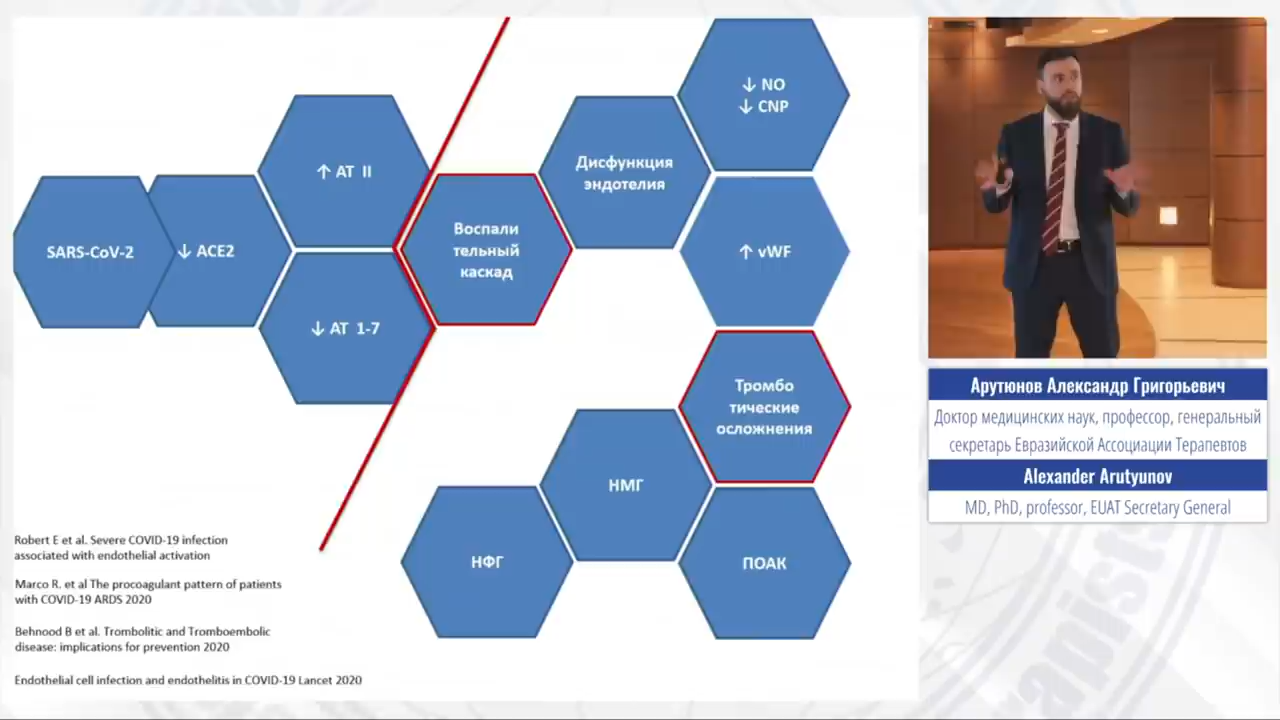 SARS-CoV-2
↓ ACE2
↑ AT II
↓ AT 1-7
Воспали
тельный
каскад
Дисфункция
эндотелия
↓ NO
↓ CNP
↑ vWF
Тромбо
тические
осложнения
НМГ
НФГ
ПОАК
Robert E et al. Severe COVID-19 infection
associated with endothelial activation
Marco R. et al The procoagulant pattern of patients
with COVID-19 ARDS 2020
Behnood B et al. Trombolitic and Tromboembolic
disease: implications for prevention 2020
Endothelial cell infection and endothelitis in COVID-19 Lancet 2020
Арутюнов Александр Григорьевич
Доктор медицинских наук, профессор, генеральный
секретарь Евразийской Ассоциации Терапевтов
Alexander Arutyunov
MD, PhD, professor, EUAT Secretary General